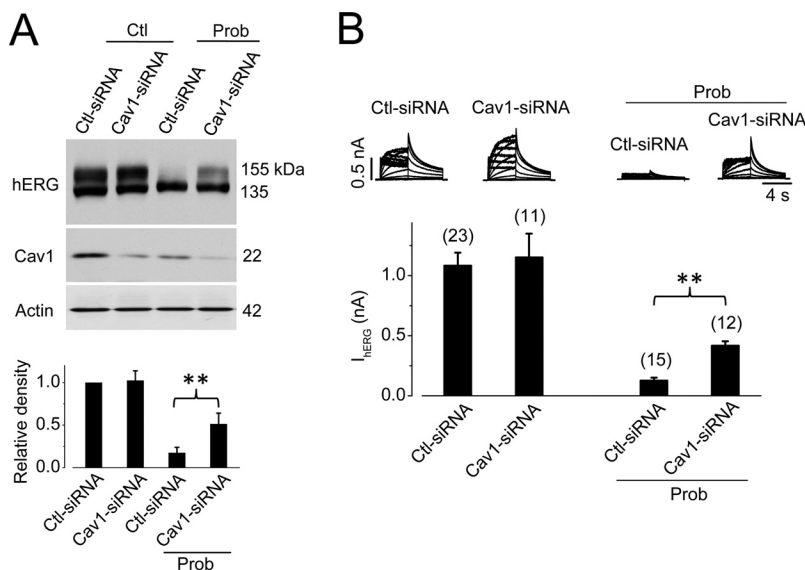 A
Ctl Prob
Ctl-siRNA Cav1-siRNA Ctl-siRNA Cav1-siRNA
hERG 155 kDa
135
Cav1 22
Actin 42
Relative density
1.0
0.5
0.0
**
Ctl-siRNA Cav1-siRNA Ctl-siRNA Cav1-siRNA
Prob
B
Prob
Ctl-siRNA Cav1-siRNA Ctl-siRNA Cav1-siRNA
0.5 nA
4 s
IhERG (nA)
1.0
0.5
0.0
(23) (11) (15) (12)
**
Ctl-siRNA Cav1-siRNA Ctl-siRNA Cav1-siRNA
Prob